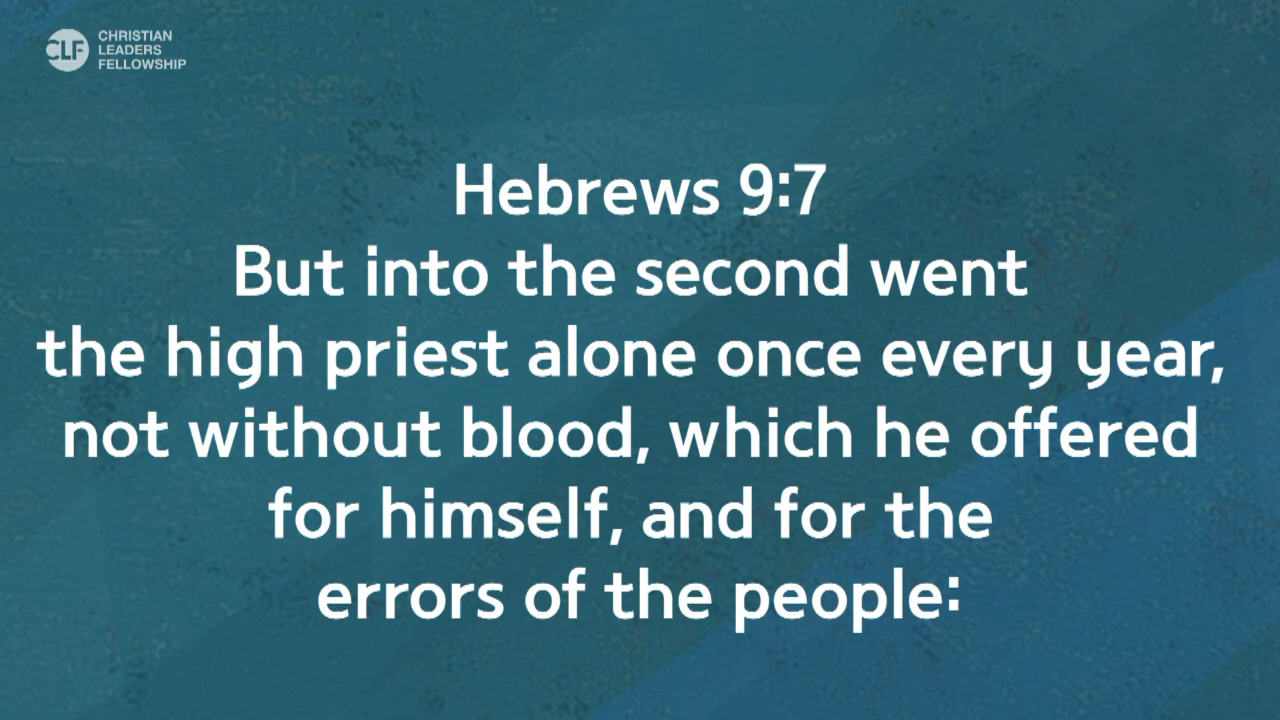 CLF
CHRISTIAN
LEADERS
FELLOWSHIP
Hebrews 9:7
But into the second went
the high priest alone once every year,
not without blood, which he offered
for himself, and for the
errors of the people: